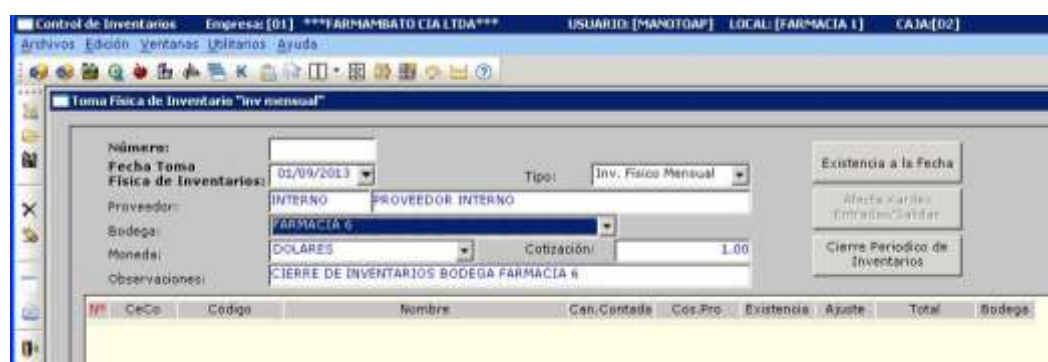 Control de Inventarios Empresa: [01] ***FARMAMBATO CIA LTDA*** USUARIO: [MANOTOAP] LOCAL: [FARMACIA 1] CAJA:[02]
Archivos Edición Ventanas Utilitarios Ayuda
Toma Física de Inventario "inv mensual"
Número:
Fecha Toma
Física de Inventarios: 01/09/2013 Tipo: Inv. Fisico Mensual Existencia a la Fecha
Proveedor: INTERNO PROVEEDOR INTERNO Afecta Kardex
Entradas/Salidas
Bodega: FARMACIA 6
Moneda: DOLARES Cotización: 1.00 Cierre Periodico de
Inventarios
Observaciones: CIERRE DE INVENTARIOS BODEGA FARMACIA 6
Nº CeCo Codigo Nombre Can.Contada Cos.Pro Existencia Ajuste Total Bodega